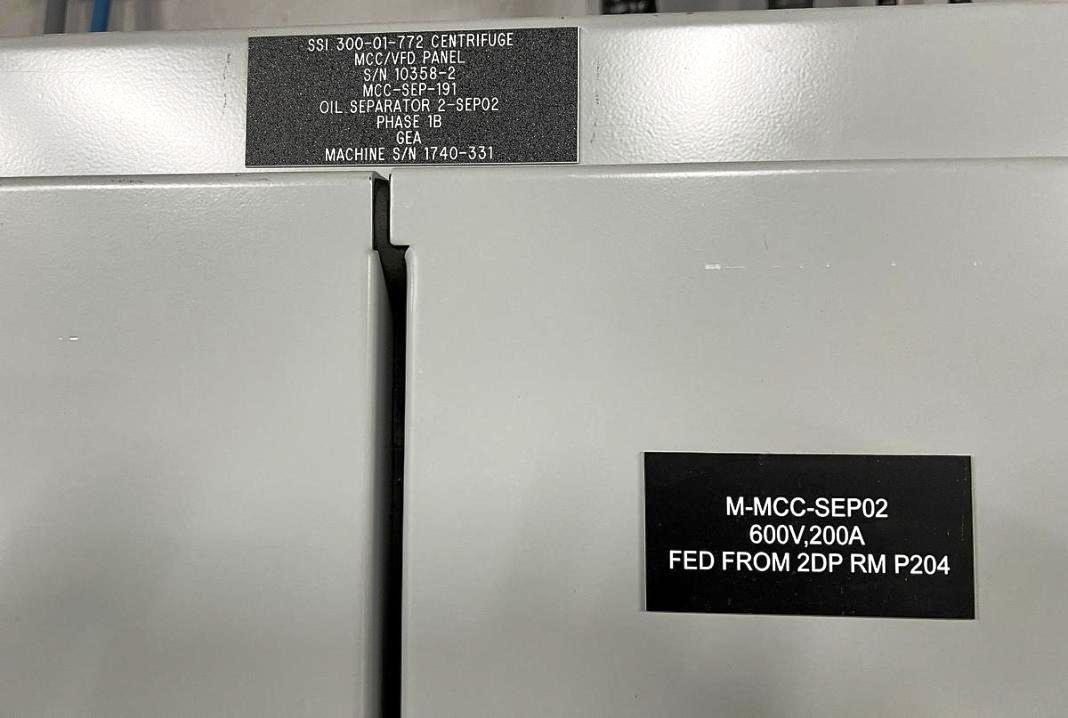 SSI 300-01-772 CENTRIFUGE
MCC/VFD PANEL
S/N 10358-2
MCC-SEP-191
OIL SEPARATOR 2-SEP02
PHASE 1B
GEA
MACHINE S/N 1740-331
M-MCC-SEP02
600V,200A
FED FROM 2DP RM P204